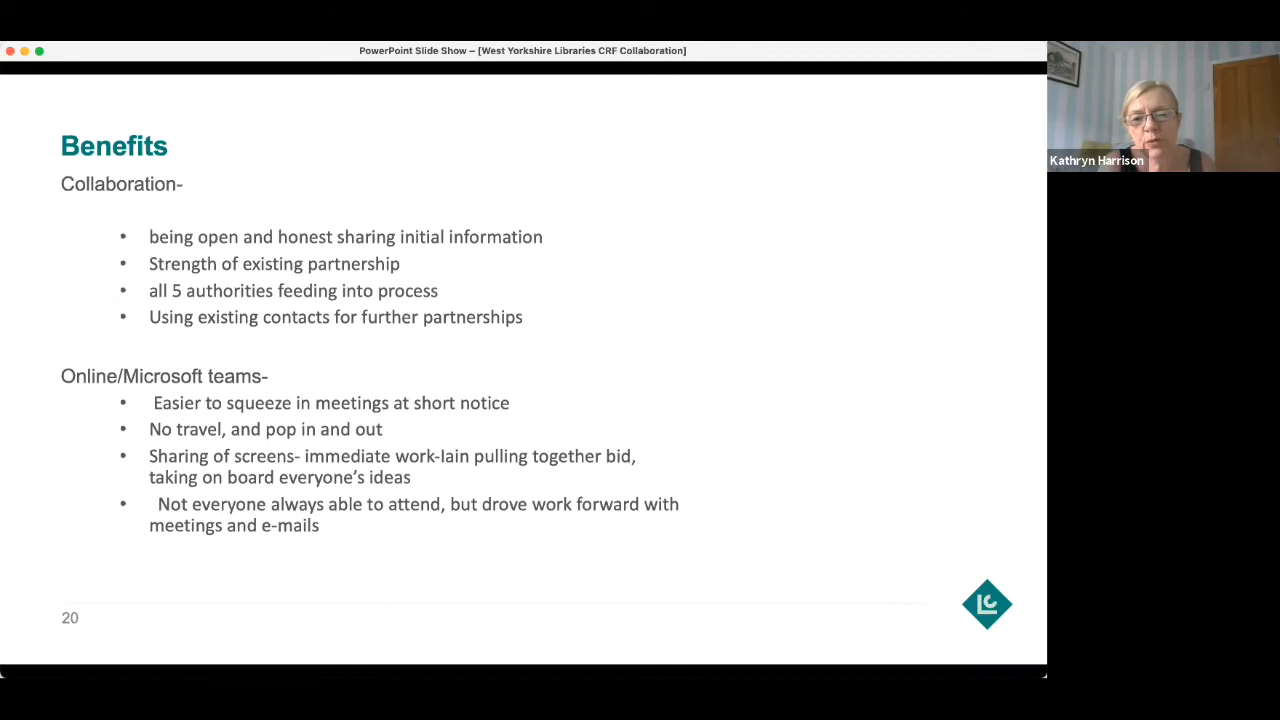 PowerPoint Slide Show – [West Yorkshire Libraries CRF Collaboration]
Benefits
Collaboration-
• being open and honest sharing initial information
• Strength of existing partnership
• all 5 authorities feeding into process
• Using existing contacts for further partnerships
Online/Microsoft teams-
• Easier to squeeze in meetings at short notice
• No travel, and pop in and out
• Sharing of screens- immediate work-Iain pulling together bid,
taking on board everyone’s ideas
• Not everyone always able to attend, but drove work forward with
meetings and e-mails
20
LC
Kathryn Harrison